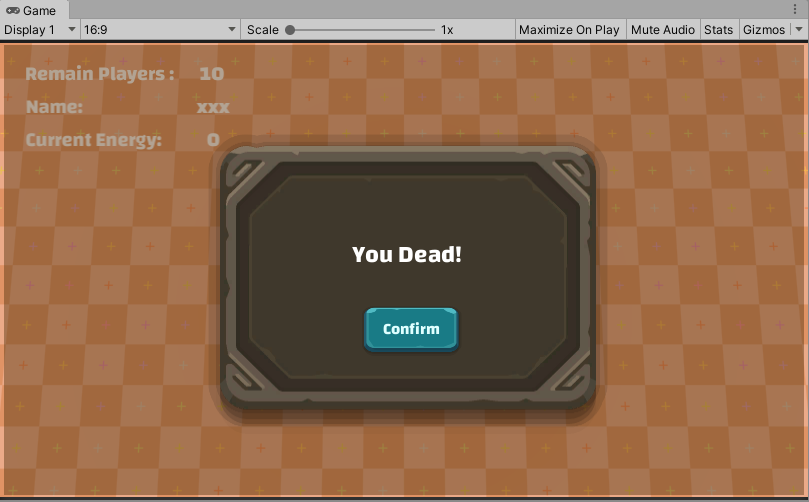 Game
Display 1 16:9 Scale 1x Maximize On Play Mute Audio Stats Gizmos
Remain Players : 10
Name: xxx
Current Energy: 0
You Dead!
Confirm